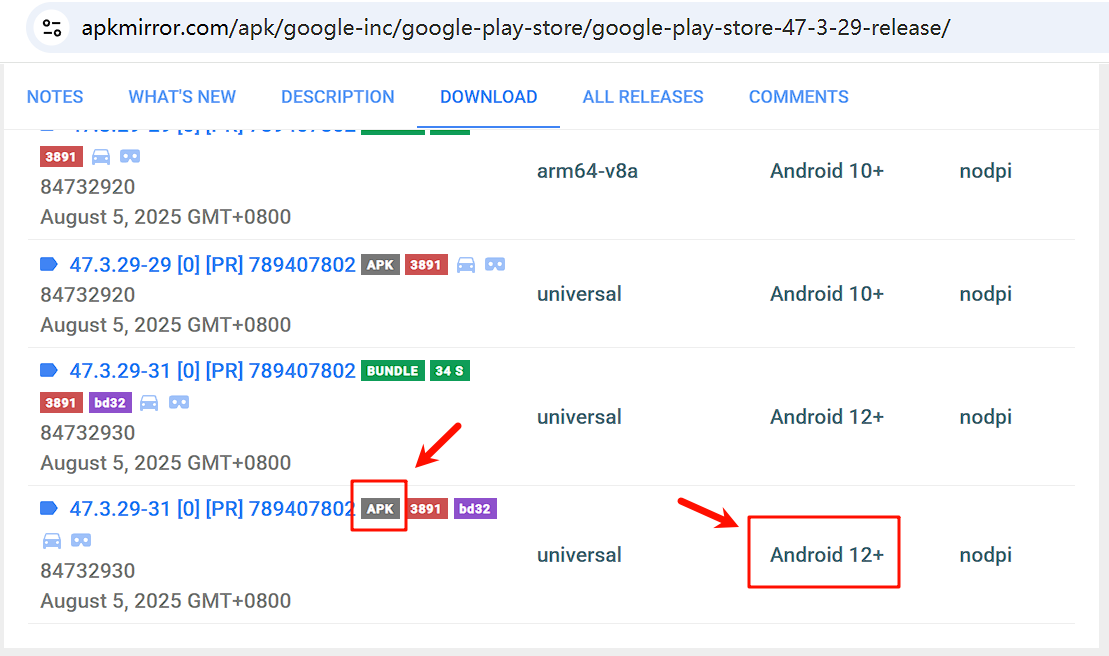 apkmirror.com/apk/google-inc/google-play-store/google-play-store-47-3-29-release/
NOTES WHAT'S NEW DESCRIPTION DOWNLOAD ALL RELEASES COMMENTS
3891
84732920
August 5, 2025 GMT+0800
arm64-v8a Android 10+ nodpi
47.3.29-29 [0] [PR] 789407802 APK 3891
84732920
August 5, 2025 GMT+0800
universal Android 10+ nodpi
47.3.29-31 [0] [PR] 789407802 BUNDLE 34 S
3891 bd32
84732930
August 5, 2025 GMT+0800
universal Android 12+ nodpi
47.3.29-31 [0] [PR] 789407802 APK 3891 bd32
84732930
August 5, 2025 GMT+0800
universal Android 12+ nodpi